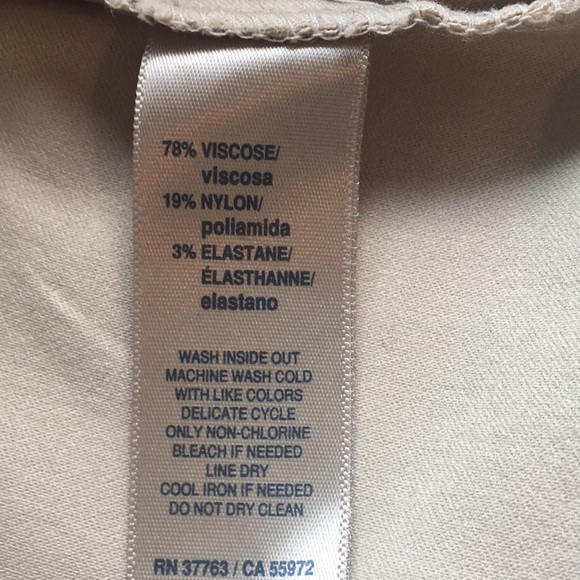 78% VISCOSE/
viscosa
19% NYLON/
poliamida
3% ELASTANE/
ÉLASTHANNE/
elastano
WASH INSIDE OUT
MACHINE WASH COLD
WITH LIKE COLORS
DELICATE CYCLE
ONLY NON-CHLORINE
BLEACH IF NEEDED
LINE DRY
COOL IRON IF NEEDED
DO NOT DRY CLEAN
RN 37763 / CA 55972